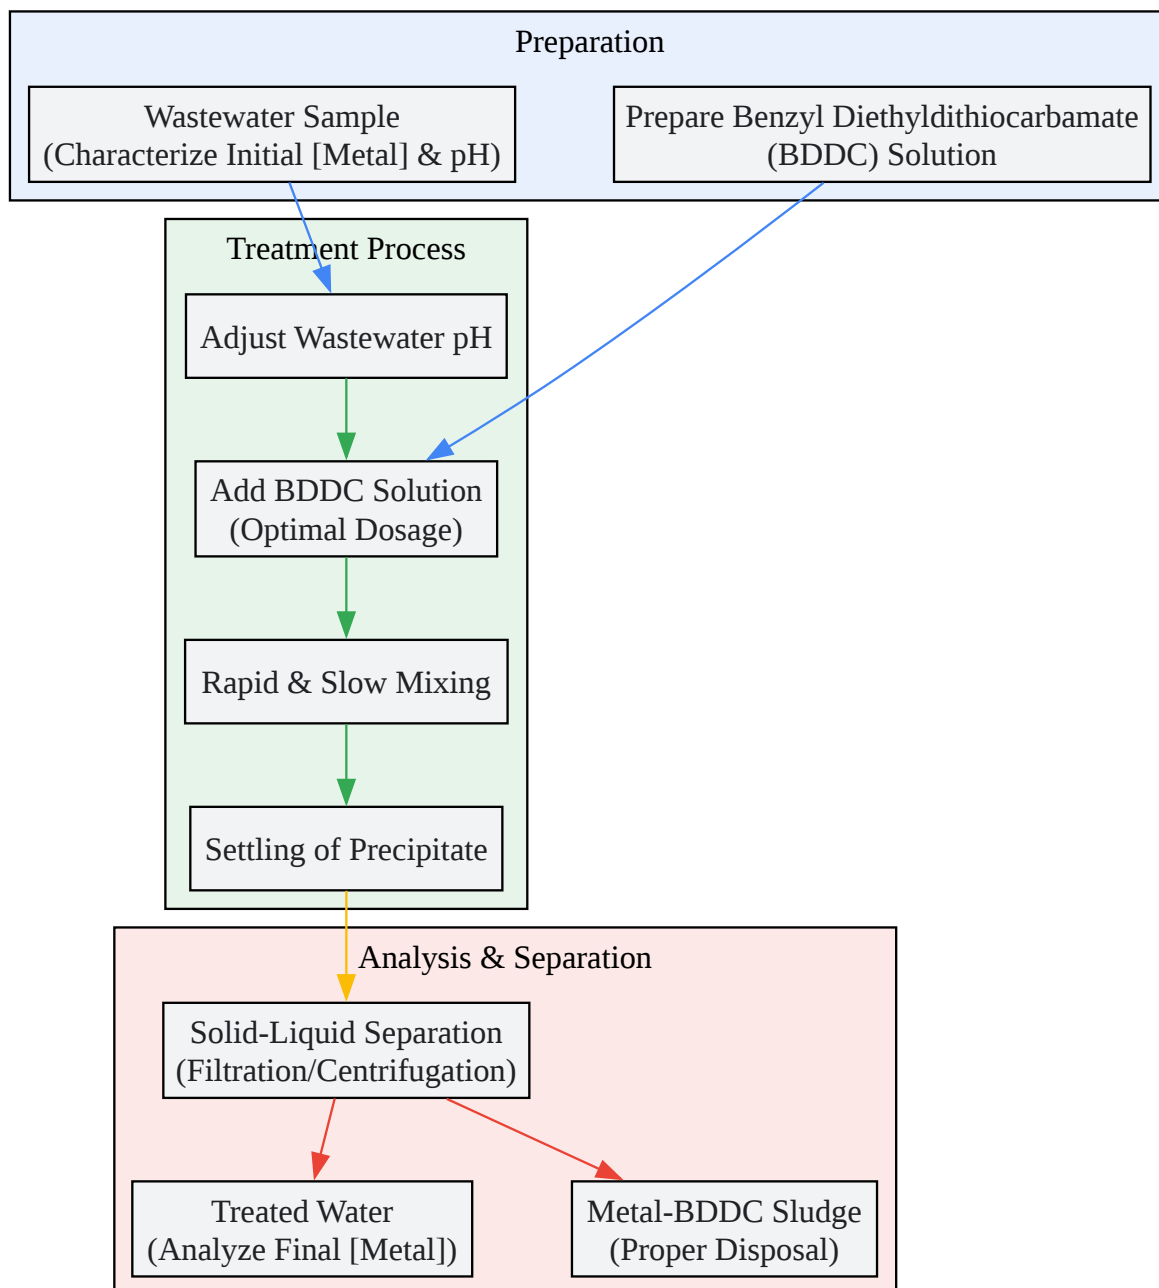 Preparation
Wastewater Sample
(Characterize Initial [Metal] & pH)
Prepare Benzyl Diethyldithiocarbamate
(BDDC) Solution
Treatment Process
Adjust Wastewater pH
Add BDDC Solution
(Optimal Dosage)
Rapid & Slow Mixing
Settling of Precipitate
Analysis & Separation
Solid-Liquid Separation
(Filtration/Centrifugation)
Treated Water
(Analyze Final [Metal])
Metal-BDDC Sludge
(Proper Disposal)